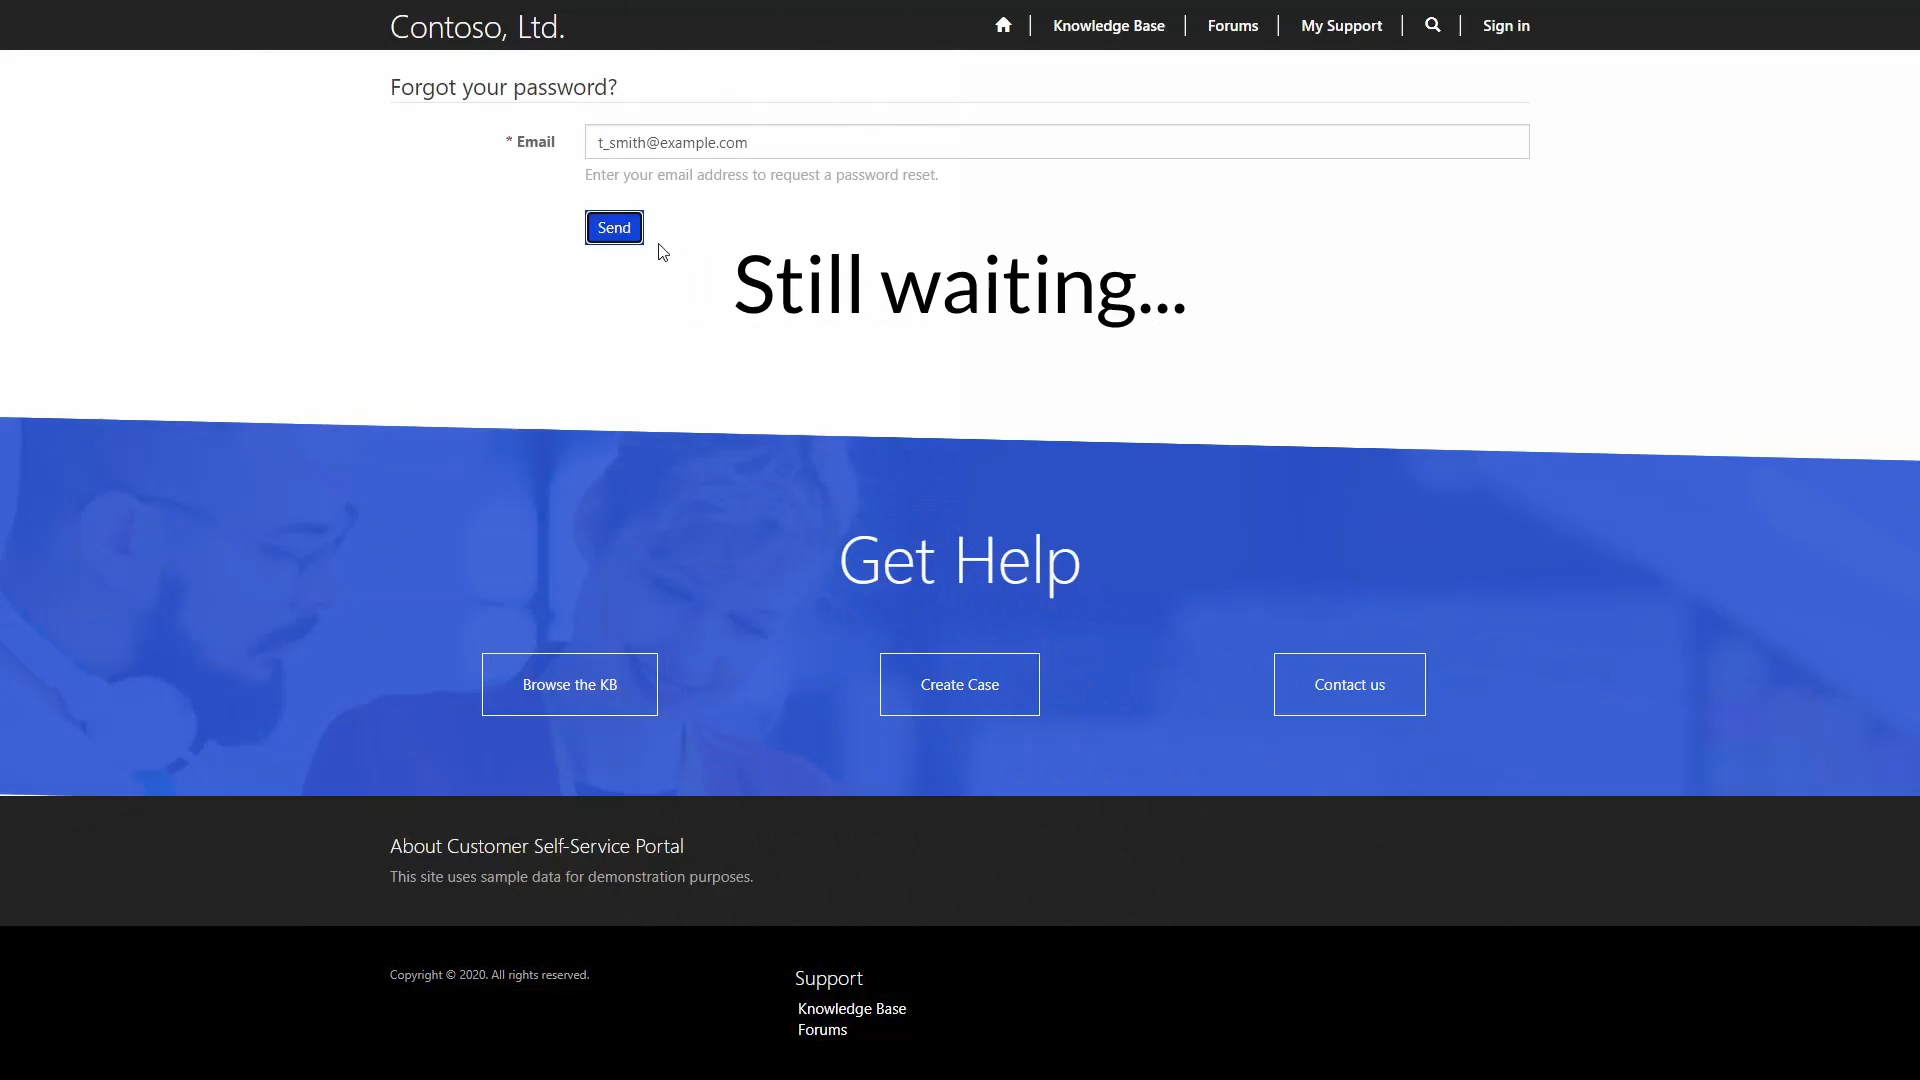 Contoso, Ltd.
Knowledge Base
Forums
My Support
Sign in
Forgot your password?
* Email
t_smith@example.com
Enter your email address to request a password reset.
Send
Still waiting...
Get Help
Browse the KB
Create Case
Contact us
About Customer Self-Service Portal
This site uses sample data for demonstration purposes.
Copyright © 2020. All rights reserved.
Support
Knowledge Base
Forums